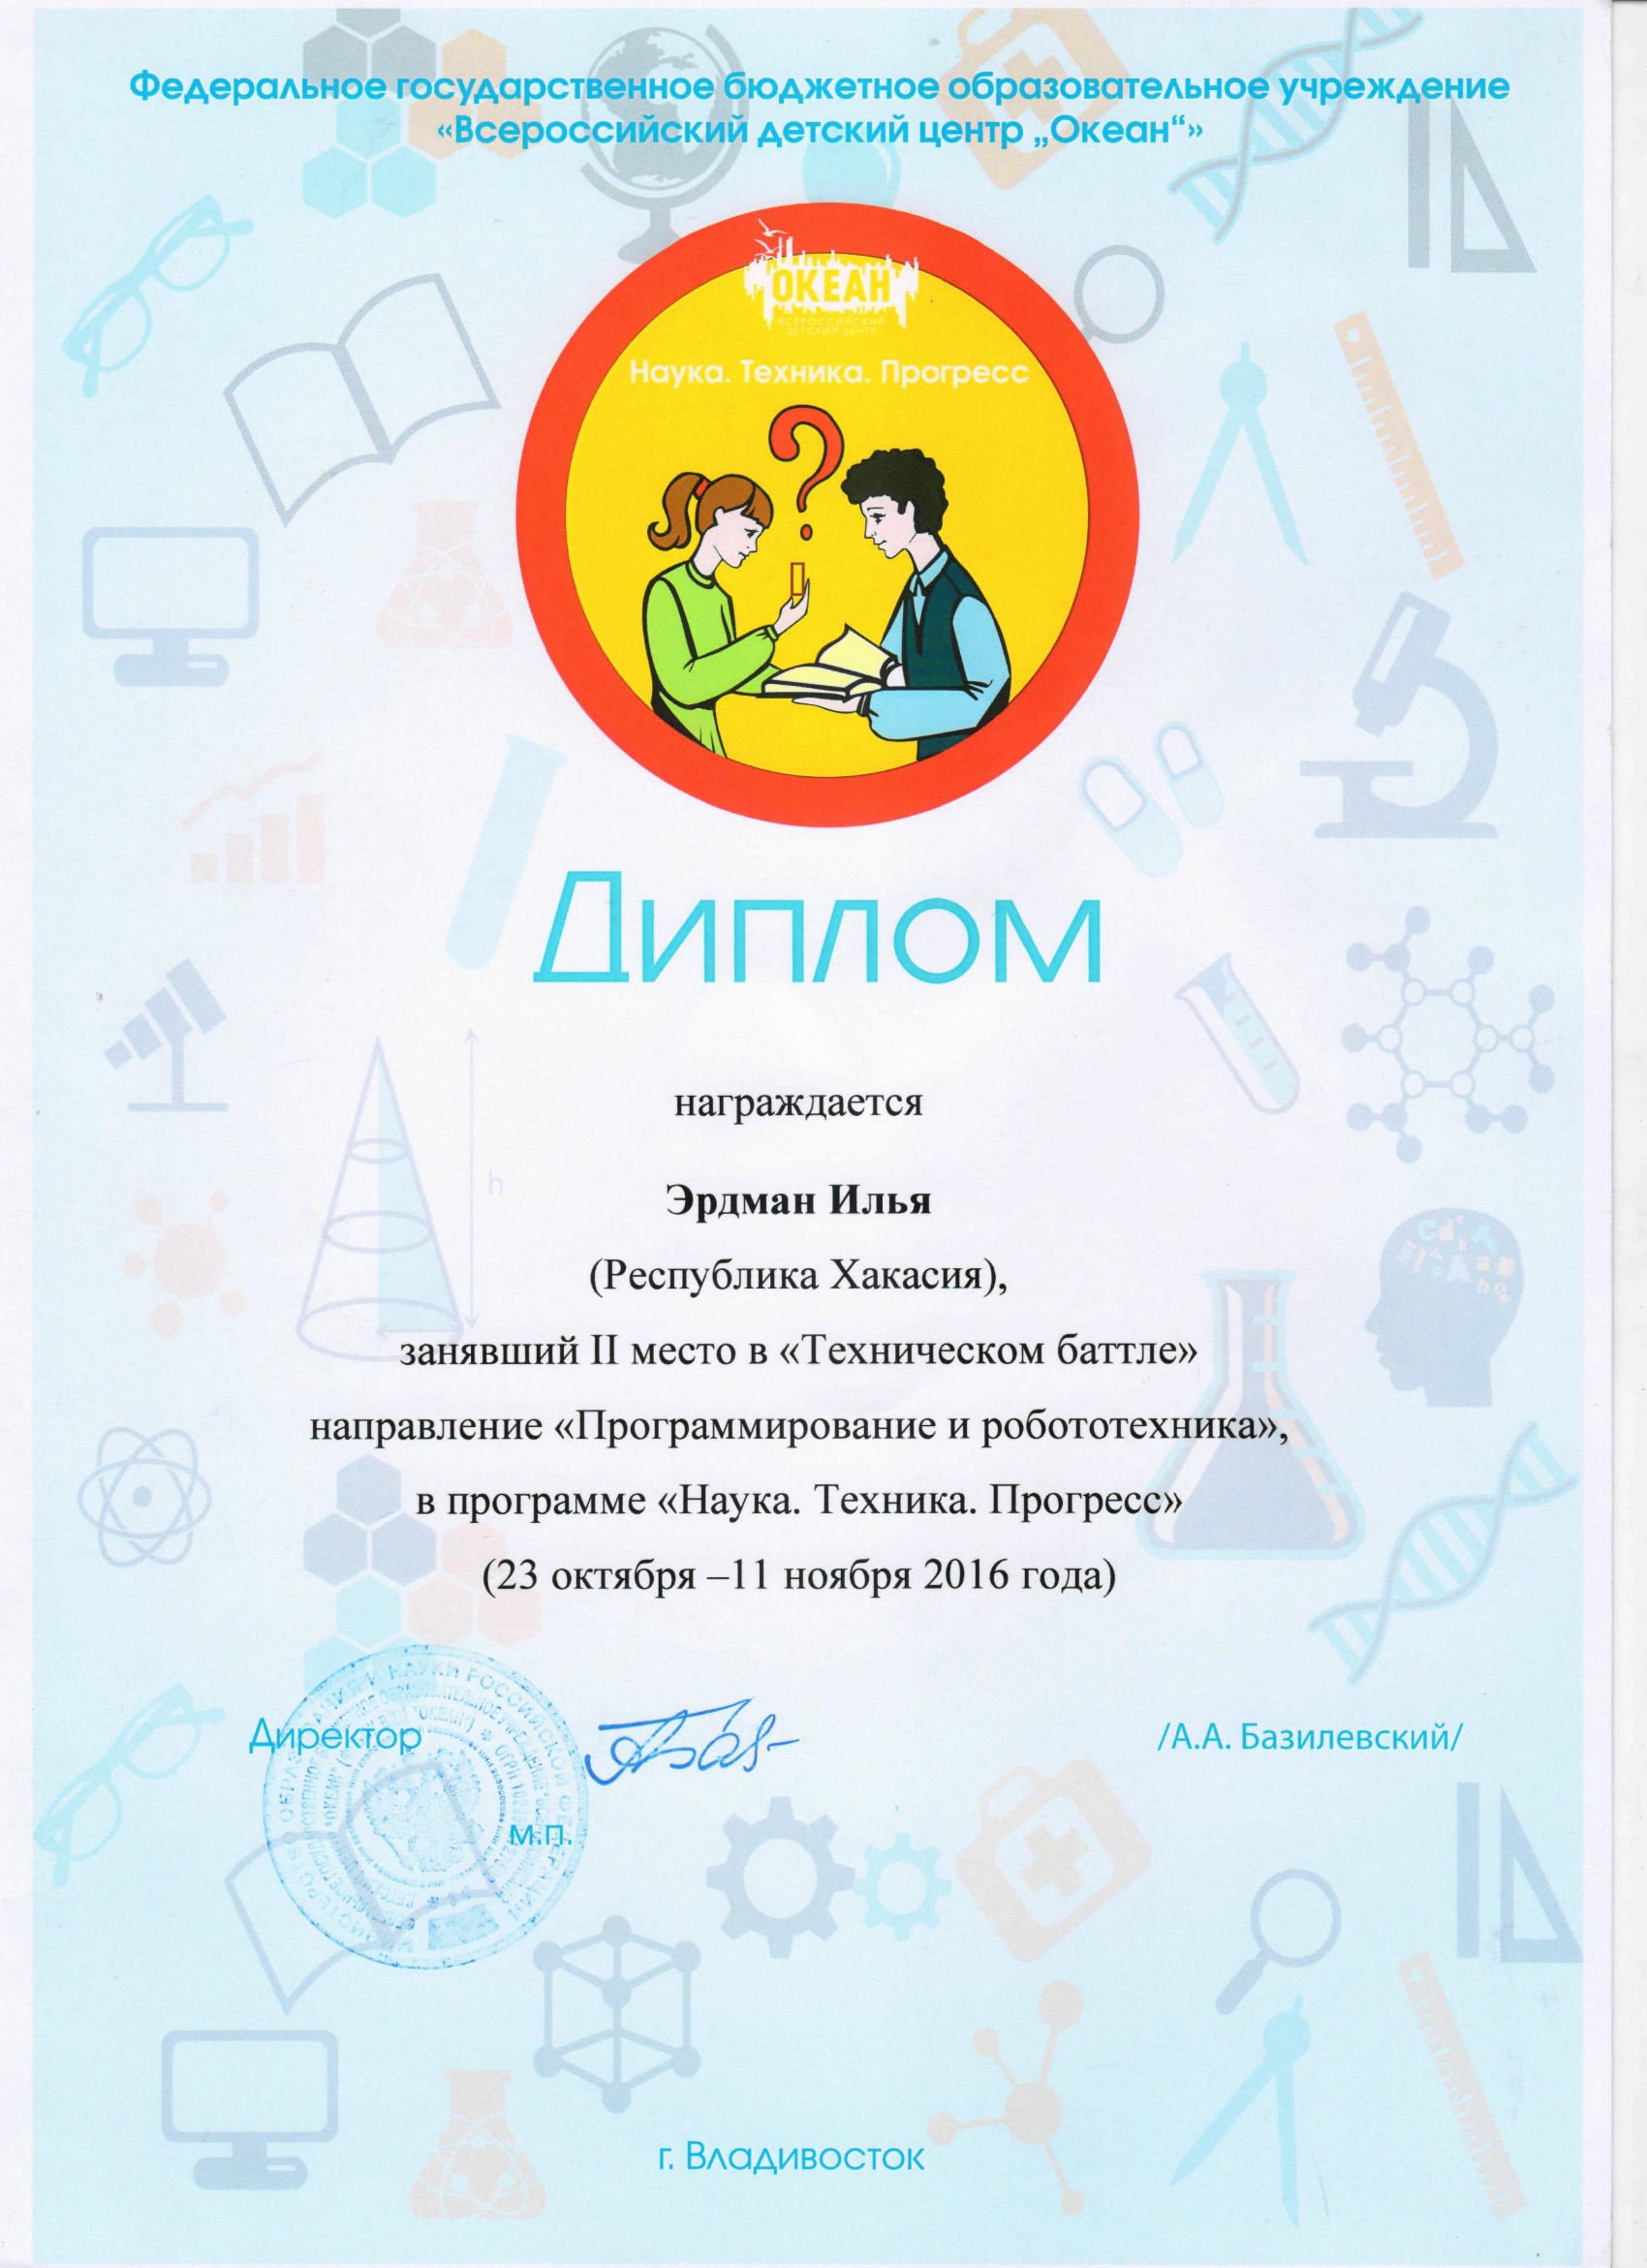 Федеральное государственное бюджетное образовательное учреждение
«Всероссийский детский центр „Океан“»
ОКЕАН
ВСЕРОССИЙСКИЙ
ДЕТСКИЙ ЦЕНТР
Наука. Техника. Прогресс
Диплом
награждается
Эрдман Илья
(Республика Хакасия),
занявший II место в «Техническом баттле»
направление «Программирование и робототехника»,
в программе «Наука. Техника. Прогресс»
(23 октября –11 ноября 2016 года)
h
Директор
/А.А. Базилевский/
м.п.
г. Владивосток